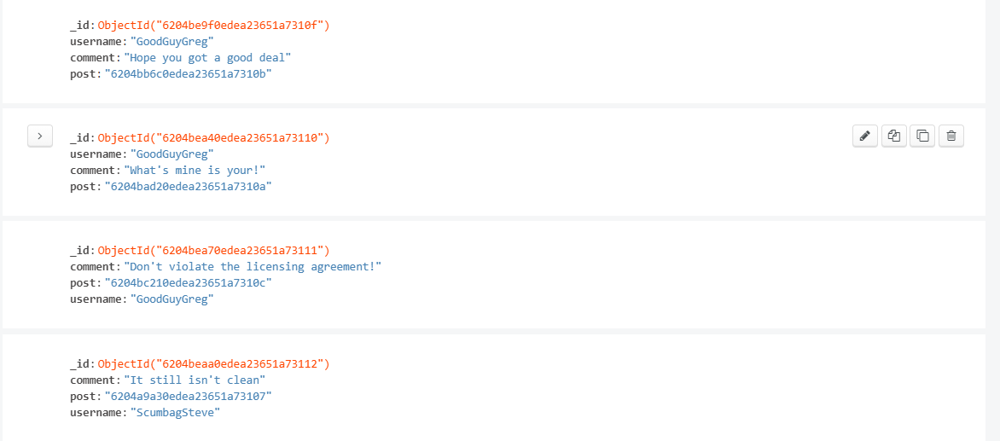 _id: ObjectId("6204be9f0edea23651a7310f")
username: "GoodGuyGreg"
comment: "Hope you got a good deal"
post: "6204bb6c0edea23651a7310b"
_id: ObjectId("6204bea40edea23651a73110")
username: "GoodGuyGreg"
comment: "What's mine is your!"
post: "6204bad20edea23651a7310a"
_id: ObjectId("6204bea70edea23651a73111")
comment: "Don't violate the licensing agreement!"
post: "6204bc210edea23651a7310c"
username: "GoodGuyGreg"
_id: ObjectId("6204beaa0edea23651a73112")
comment: "It still isn't clean"
post: "6204a9a30edea23651a73107"
username: "ScumbagSteve"